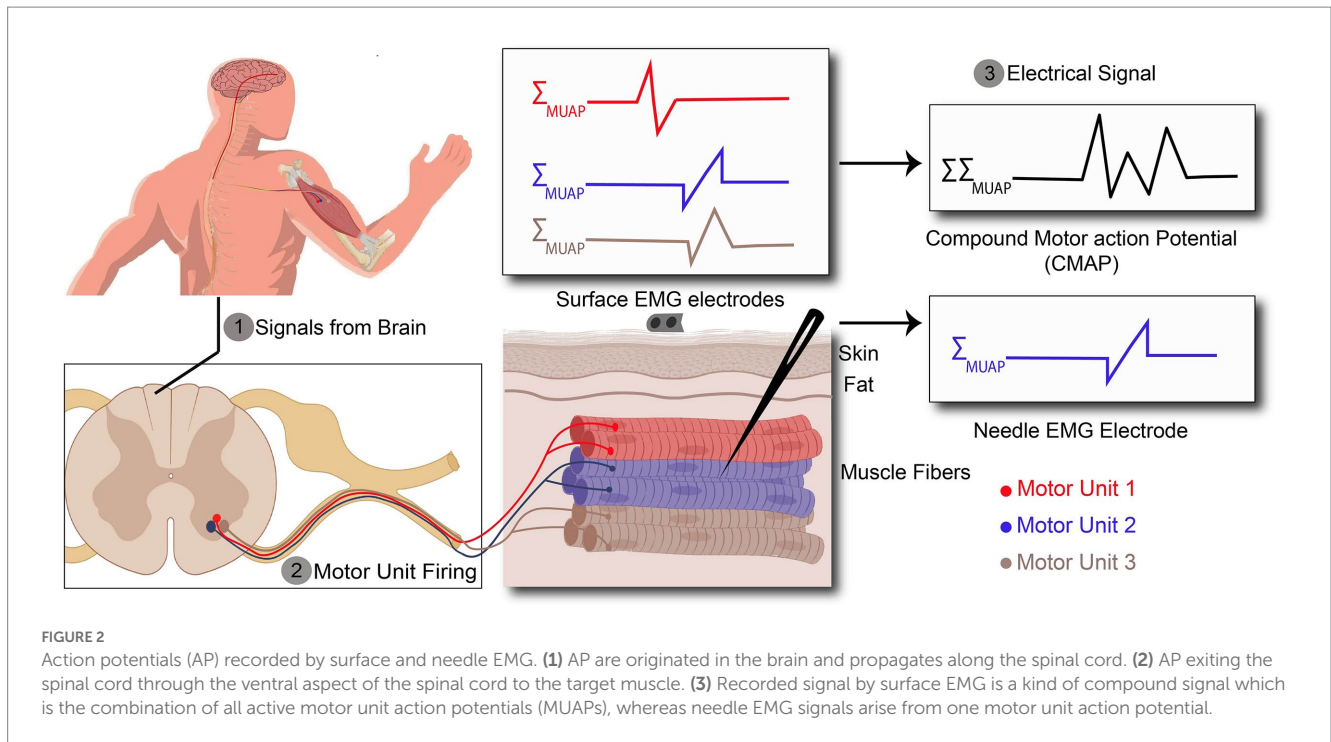 1 Signals from Brain
2 Motor Unit Firing
Σ MUAP
Σ MUAP
Σ MUAP
Surface EMG electrodes
Skin
Fat
Muscle Fibers
3 Electrical Signal
ΣΣ MUAP
Compound Motor action Potential
(CMAP)
Σ MUAP
Needle EMG Electrode
Motor Unit 1
Motor Unit 2
Motor Unit 3
FIGURE 2
Action potentials (AP) recorded by surface and needle EMG. (1) AP are originated in the brain and propagates along the spinal cord. (2) AP exiting the
spinal cord through the ventral aspect of the spinal cord to the target muscle. (3) Recorded signal by surface EMG is a kind of compound signal which
is the combination of all active motor unit action potentials (MUAPs), whereas needle EMG signals arise from one motor unit action potential.